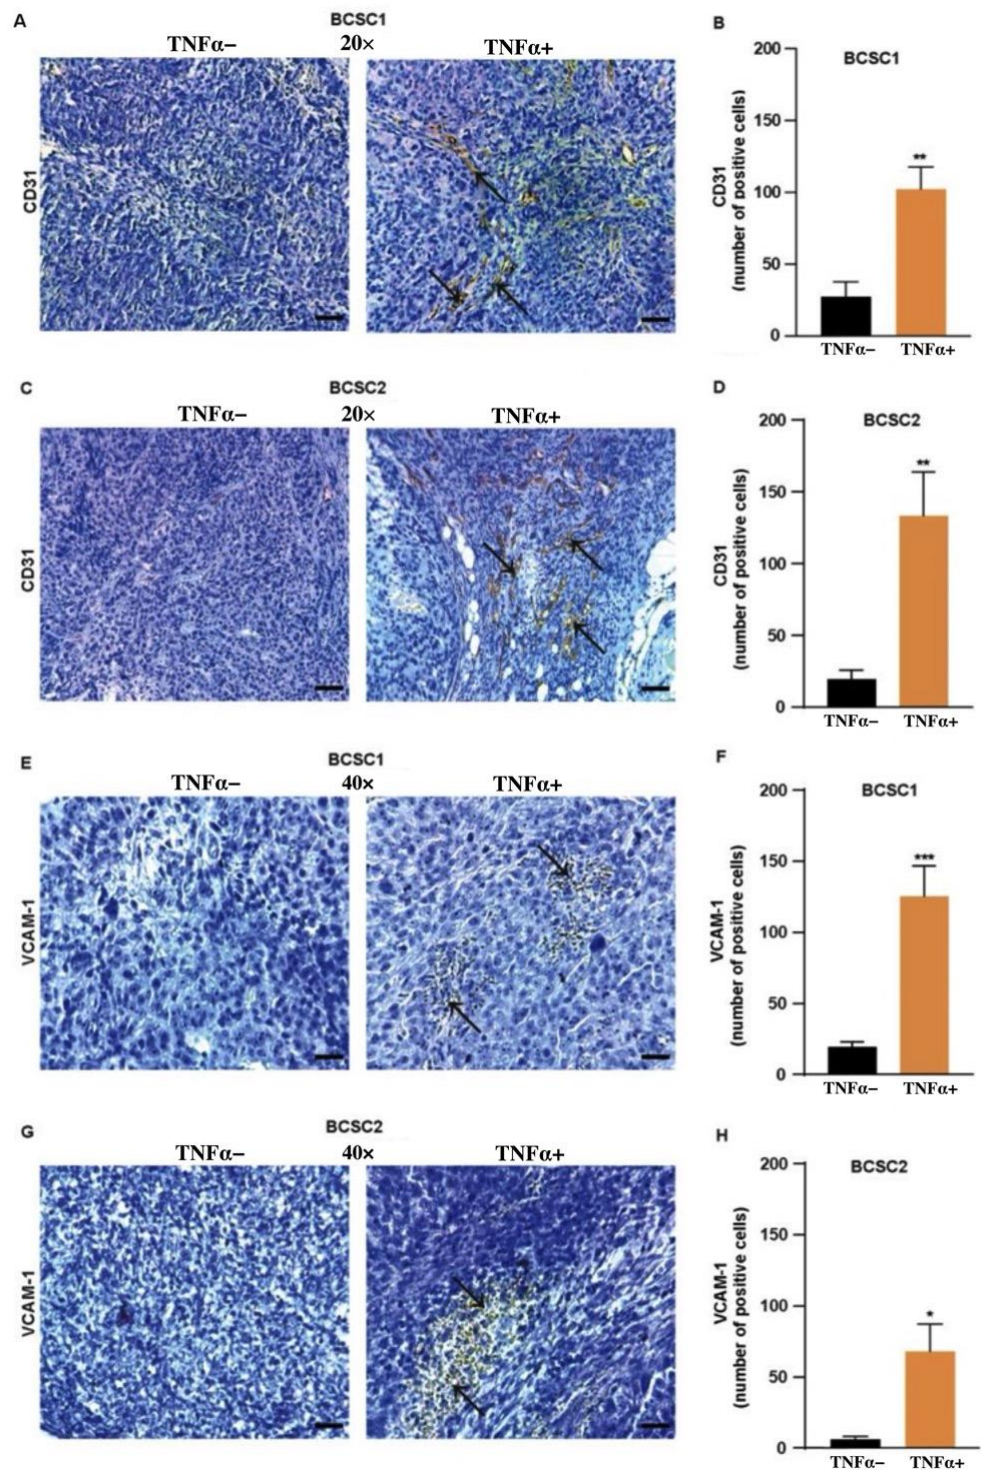 A
BCSC1
TNFα−
20×
TNFα+
CD31
B
BCSC1
CD31
(number of positive cells)
200
150
100
50
0
**
TNFα−
TNFα+
C
BCSC2
TNFα−
20×
TNFα+
CD31
D
BCSC2
CD31
(number of positive cells)
200
150
100
50
0
**
TNFα−
TNFα+
E
BCSC1
TNFα−
40×
TNFα+
VCAM-1
F
BCSC1
VCAM-1
(number of positive cells)
200
150
100
50
0
***
TNFα−
TNFα+
G
BCSC2
TNFα−
40×
TNFα+
VCAM-1
H
BCSC2
VCAM-1
(number of positive cells)
200
150
100
50
0
*
TNFα−
TNFα+